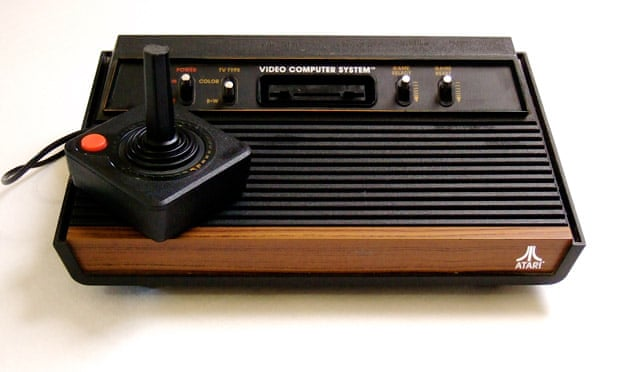 POWER
TV TYPE
VIDEO COMPUTER SYSTEM™
GAME SELECT
GAME RESET
COLOR
B•W
ATARI